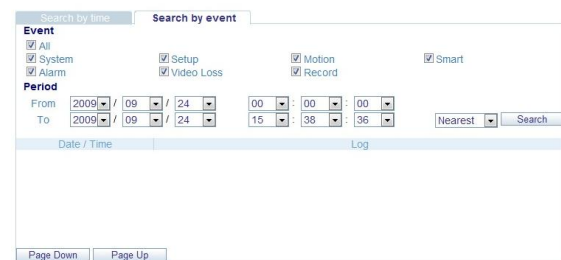 Search by time Search by event
Event
All
System Setup Motion Smart
Alarm Video Loss Record
Period
From 2009 / 09 / 24 00 : 00 : 00
To 2009 / 09 / 24 15 : 38 : 36 Nearest Search
Date / Time Log
Page Down Page Up